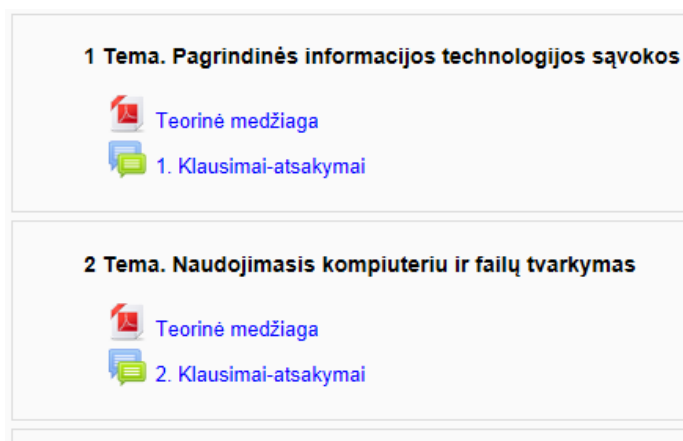 1 Tema. Pagrindinės informacijos technologijos sąvokos
Teorinė medžiaga
1. Klausimai-atsakymai
2 Tema. Naudojimasis kompiuteriu ir failų tvarkymas
Teorinė medžiaga
2. Klausimai-atsakymai